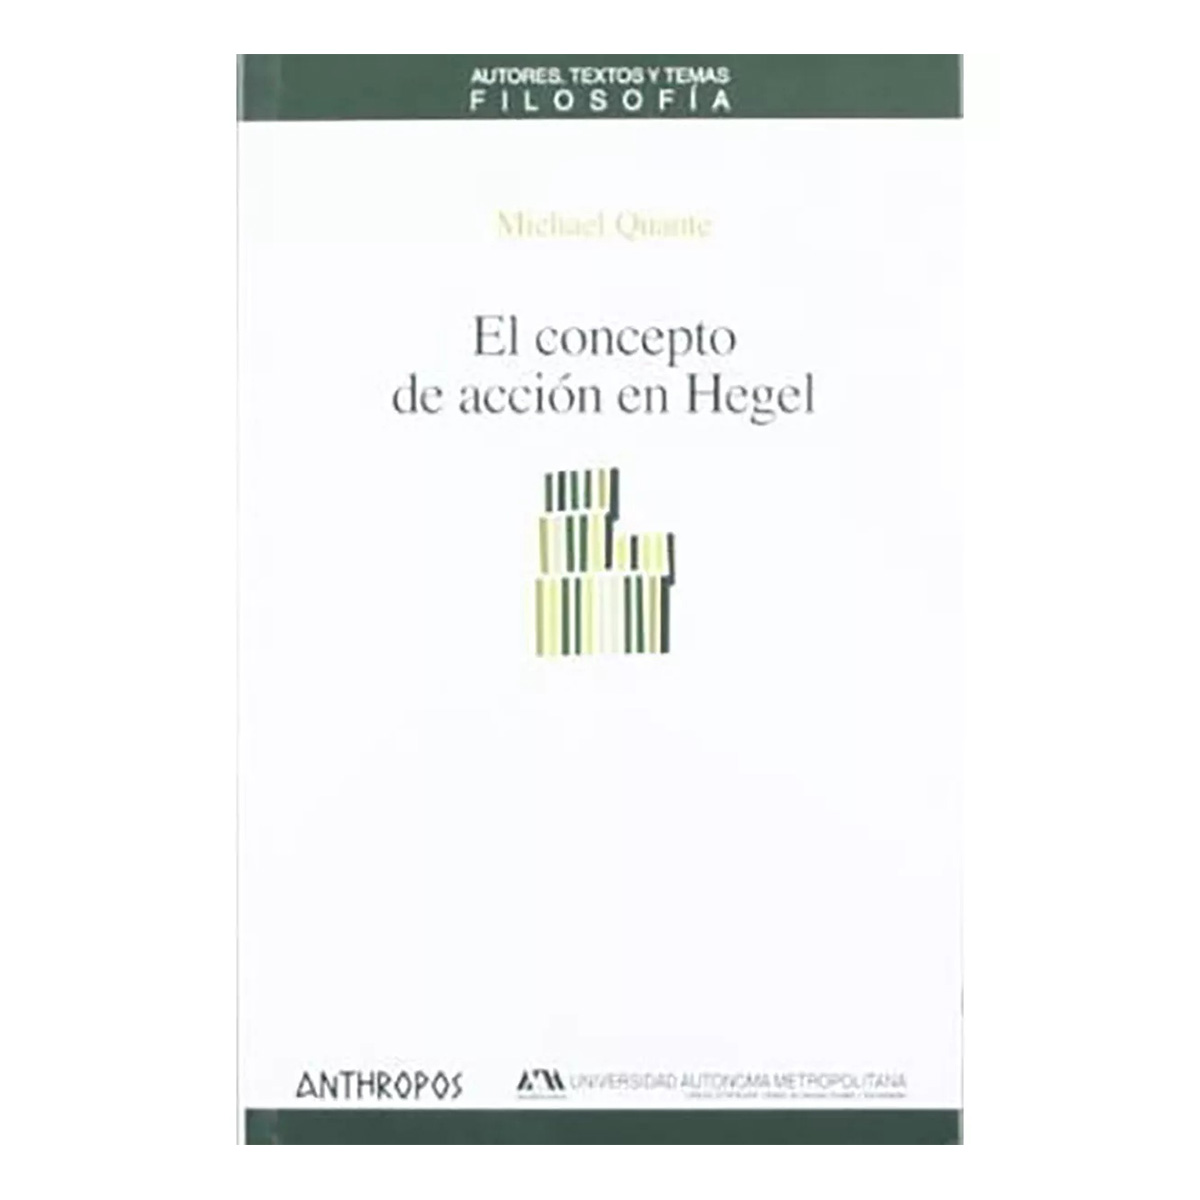 AUTORES, TEXTOS Y TEMAS
FILOSOFÍA
Michael Quante
El concepto
de acción en Hegel
ANTHROPOS
UNIVERSIDAD AUTONOMA METROPOLITANA